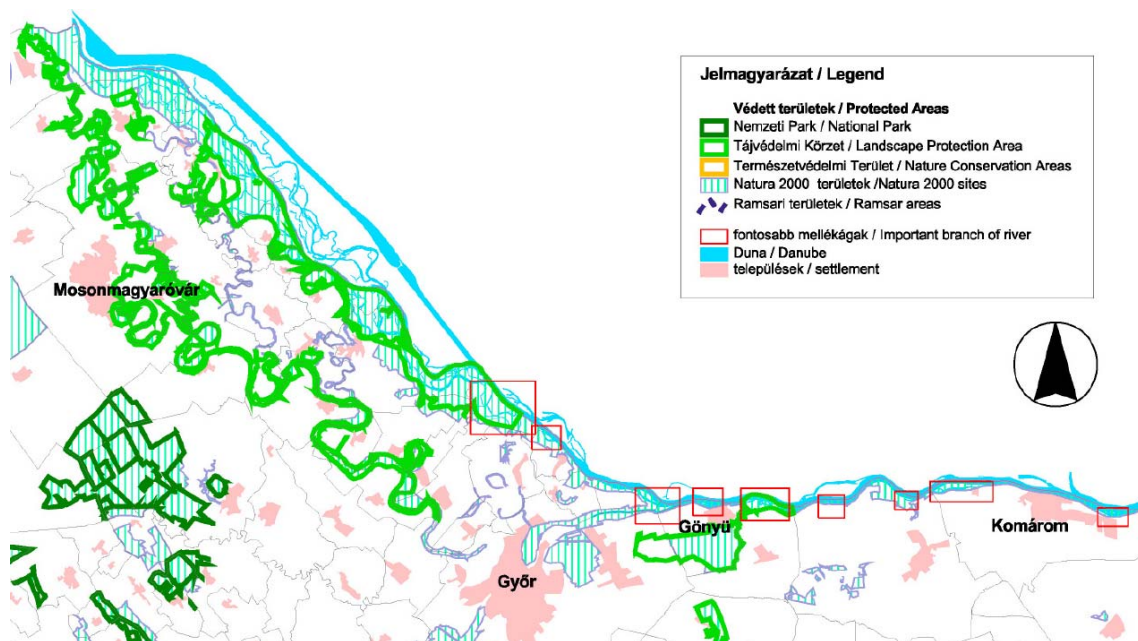 Jelmagyarázat / Legend
Védett területek / Protected Areas
Nemzeti Park / National Park
Tájvédelmi Körzet / Landscape Protection Area
Természetvédelmi Terület / Nature Conservation Areas
Natura 2000 területek /Natura 2000 sites
Ramsari területek / Ramsar areas
fontosabb mellékágak / Important branch of river
Duna / Danube
települések / settlement
Mosonmagyaróvár
Gönyü
Komárom
Győr